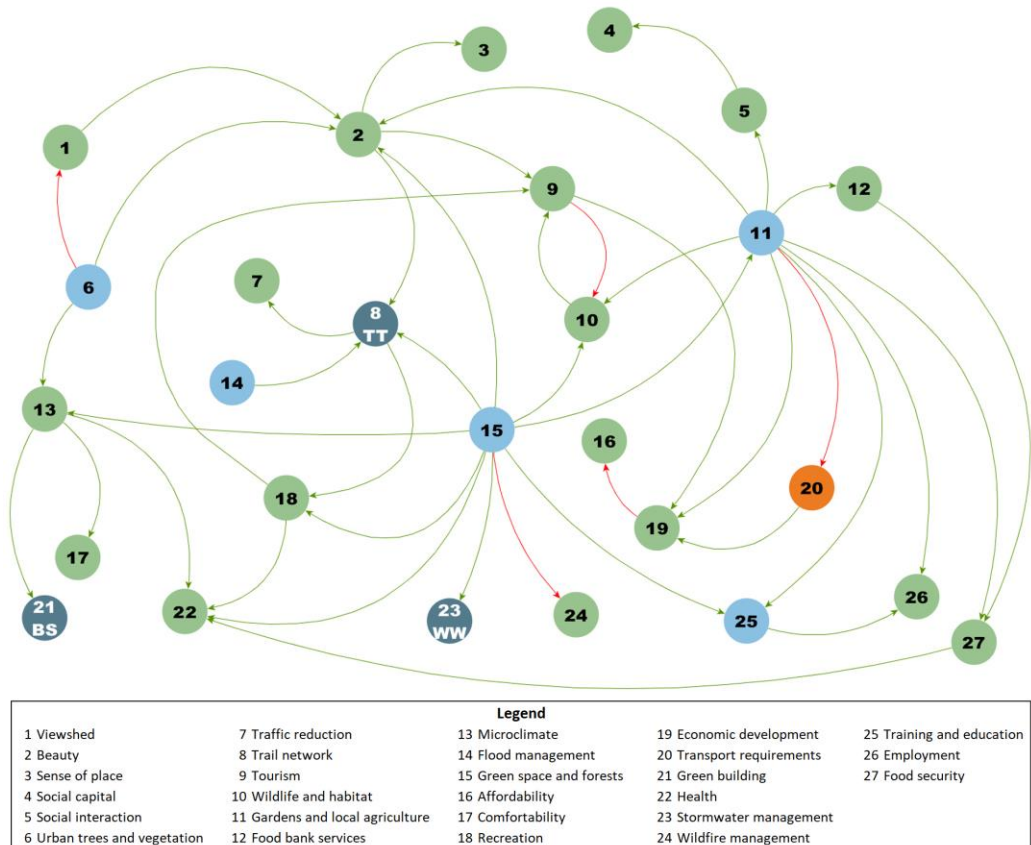 3
4
5
1
2
12
9
11
6
7
10
8
TT
14
13
15
16
20
18
19
17
21
BS
22
23
WW
24
25
26
27
Legend
1 Viewshed
2 Beauty
3 Sense of place
4 Social capital
5 Social interaction
6 Urban trees and vegetation
7 Traffic reduction
8 Trail network
9 Tourism
10 Wildlife and habitat
11 Gardens and local agriculture
12 Food bank services
13 Microclimate
14 Flood management
15 Green space and forests
16 Affordability
17 Comfortability
18 Recreation
19 Economic development
20 Transport requirements
21 Green building
22 Health
23 Stormwater management
24 Wildfire management
25 Training and education
26 Employment
27 Food security